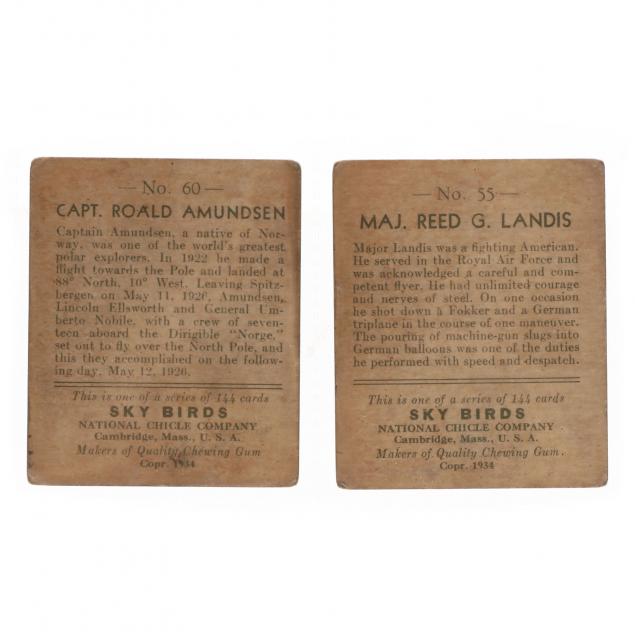 — No. 60 —
CAPT. ROALD AMUNDSEN
Captain Amundsen, a native of Nor-
way, was one of the world's greatest
polar explorers. In 1922 he made a
flight towards the Pole and landed at
88° North, 10° West. Leaving Spitz-
bergen on May 11, 1926, Amundsen,
Lincoln Ellsworth and General Um-
berto Nobile, with a crew of seven-
teen aboard the Dirigible "Norge,"
set out to fly over the North Pole, and
this they accomplished on the follow-
ing day, May 12, 1926.
This is one of a series of 144 cards
SKY BIRDS
NATIONAL CHICLE COMPANY
Cambridge, Mass., U. S. A.
Makers of Quality Chewing Gum
Copr. 1934
— No. 55 —
MAJ. REED G. LANDIS
Major Landis was a fighting American.
He served in the Royal Air Force and
was acknowledged a careful and com-
petent flyer. He had unlimited courage
and nerves of steel. On one occasion
he shot down a Fokker and a German
triplane in the course of one maneuver.
The pouring of machine-gun slugs into
German balloons was one of the duties
he performed with speed and despatch.
This is one of a series of 144 cards
SKY BIRDS
NATIONAL CHICLE COMPANY
Cambridge, Mass., U. S. A.
Makers of Quality Chewing Gum.
Copr. 1934